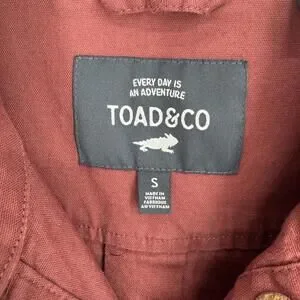 EVERY DAY IS
AN ADVENTURE
TOAD&CO
S
MADE IN
VIETNAM
FABRIQUÉ
AU VIETNAM